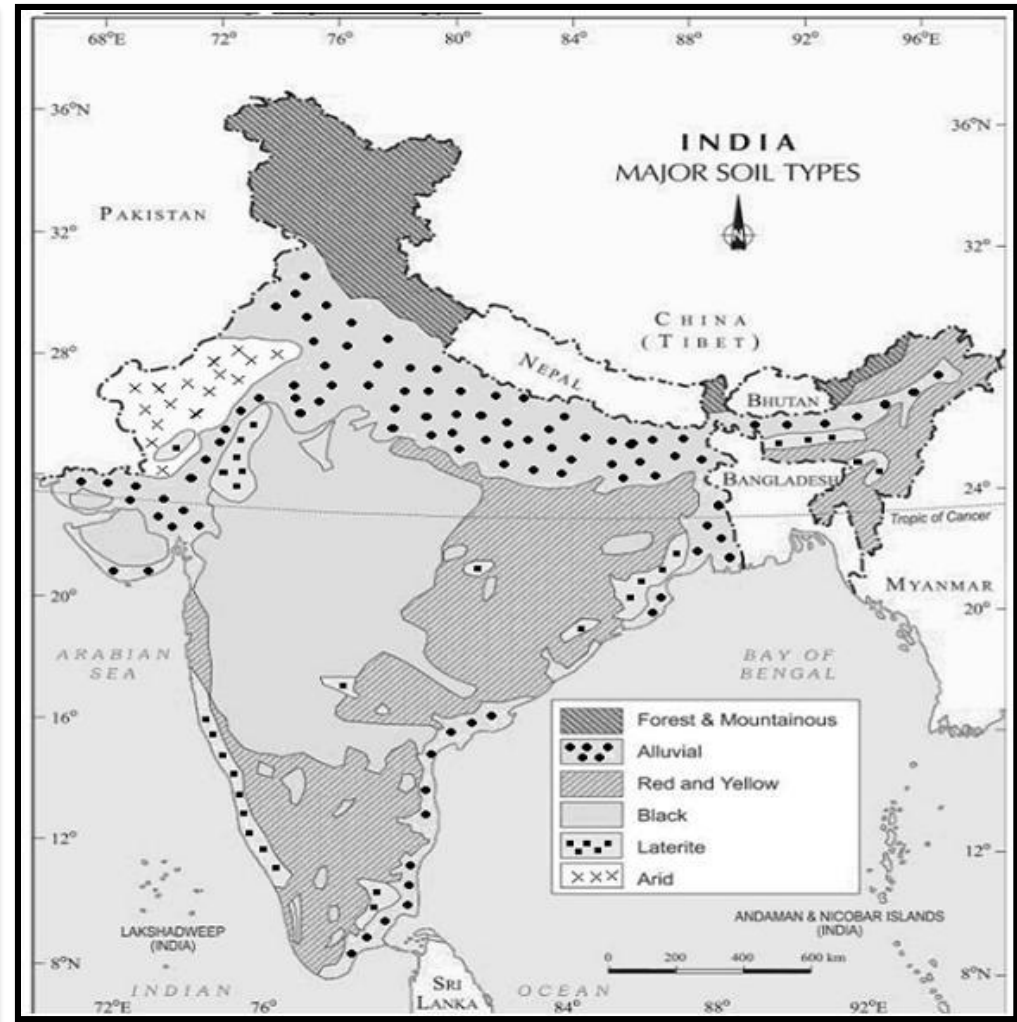 68°E 72° 76° 80° 84° 88° 92° 96°E
36°N
36°N
INDIA
MAJOR SOIL TYPES
PAKISTAN
N
32°
32°
CHINA
(TIBET)
28°
28°
NEPAL
BHUTAN
BANGLADESH
24°
Tropic of Cancer
MYANMAR
20°
20°
ARABIAN
SEA
BAY OF
BENGAL
16°
Forest & Mountainous
Alluvial
Red and Yellow
Black
Laterite
Arid
12°
12°
LAKSHADWEEP
(INDIA)
ANDAMAN & NICOBAR ISLANDS
(INDIA)
0 200 400 600 km
8°N
8°N
SRI
LANKA
INDIAN OCEAN
72°E 76° 80° 84° 88° 92°E